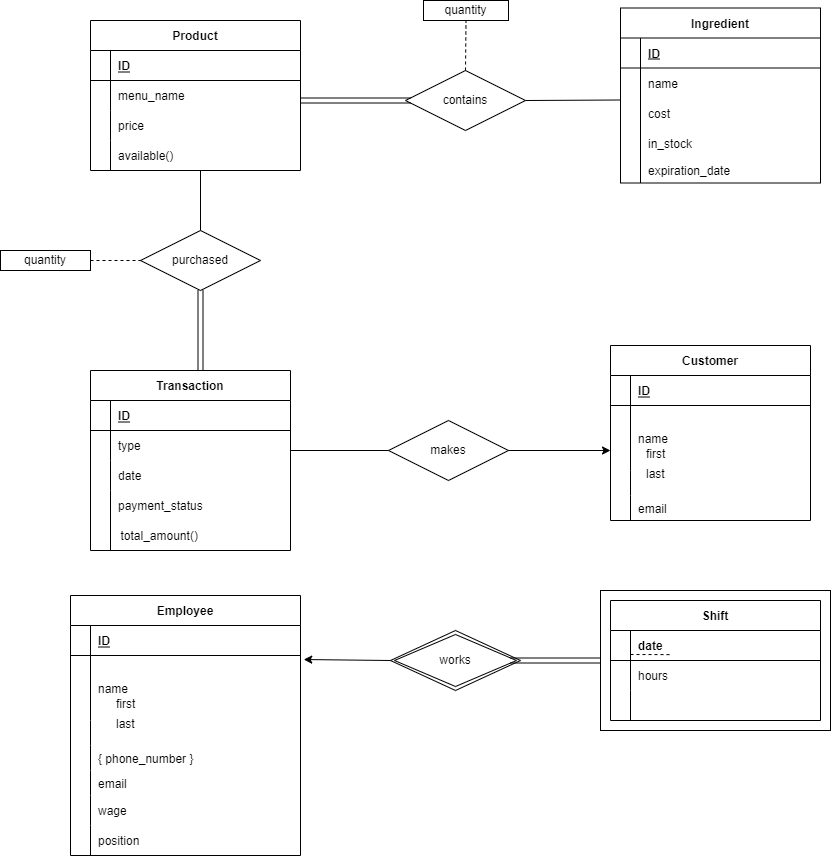 quantity
Product
ID
menu_name
price
available()
contains
Ingredient
ID
name
cost
in_stock
expiration_date
quantity
purchased
Transaction
ID
type
date
payment_status
total_amount()
makes
Customer
ID
name
first
last
email
Employee
ID
name
first
last
{ phone_number }
email
wage
position
works
Shift
date
hours